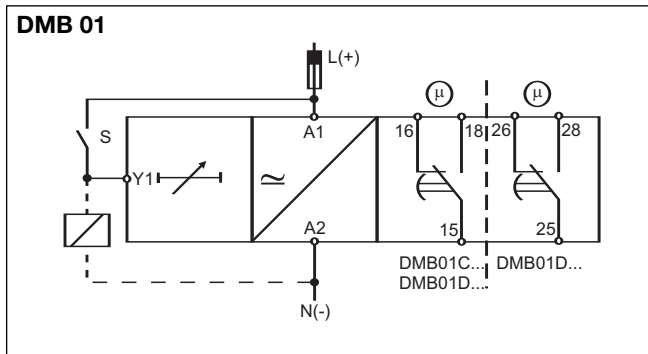 DMB 01
L(+)
µ
µ
S
A1
16
18
26
28
Y1
≃
A2
15
25
DMB01C...
DMB01D...
DMB01D...
N(-)